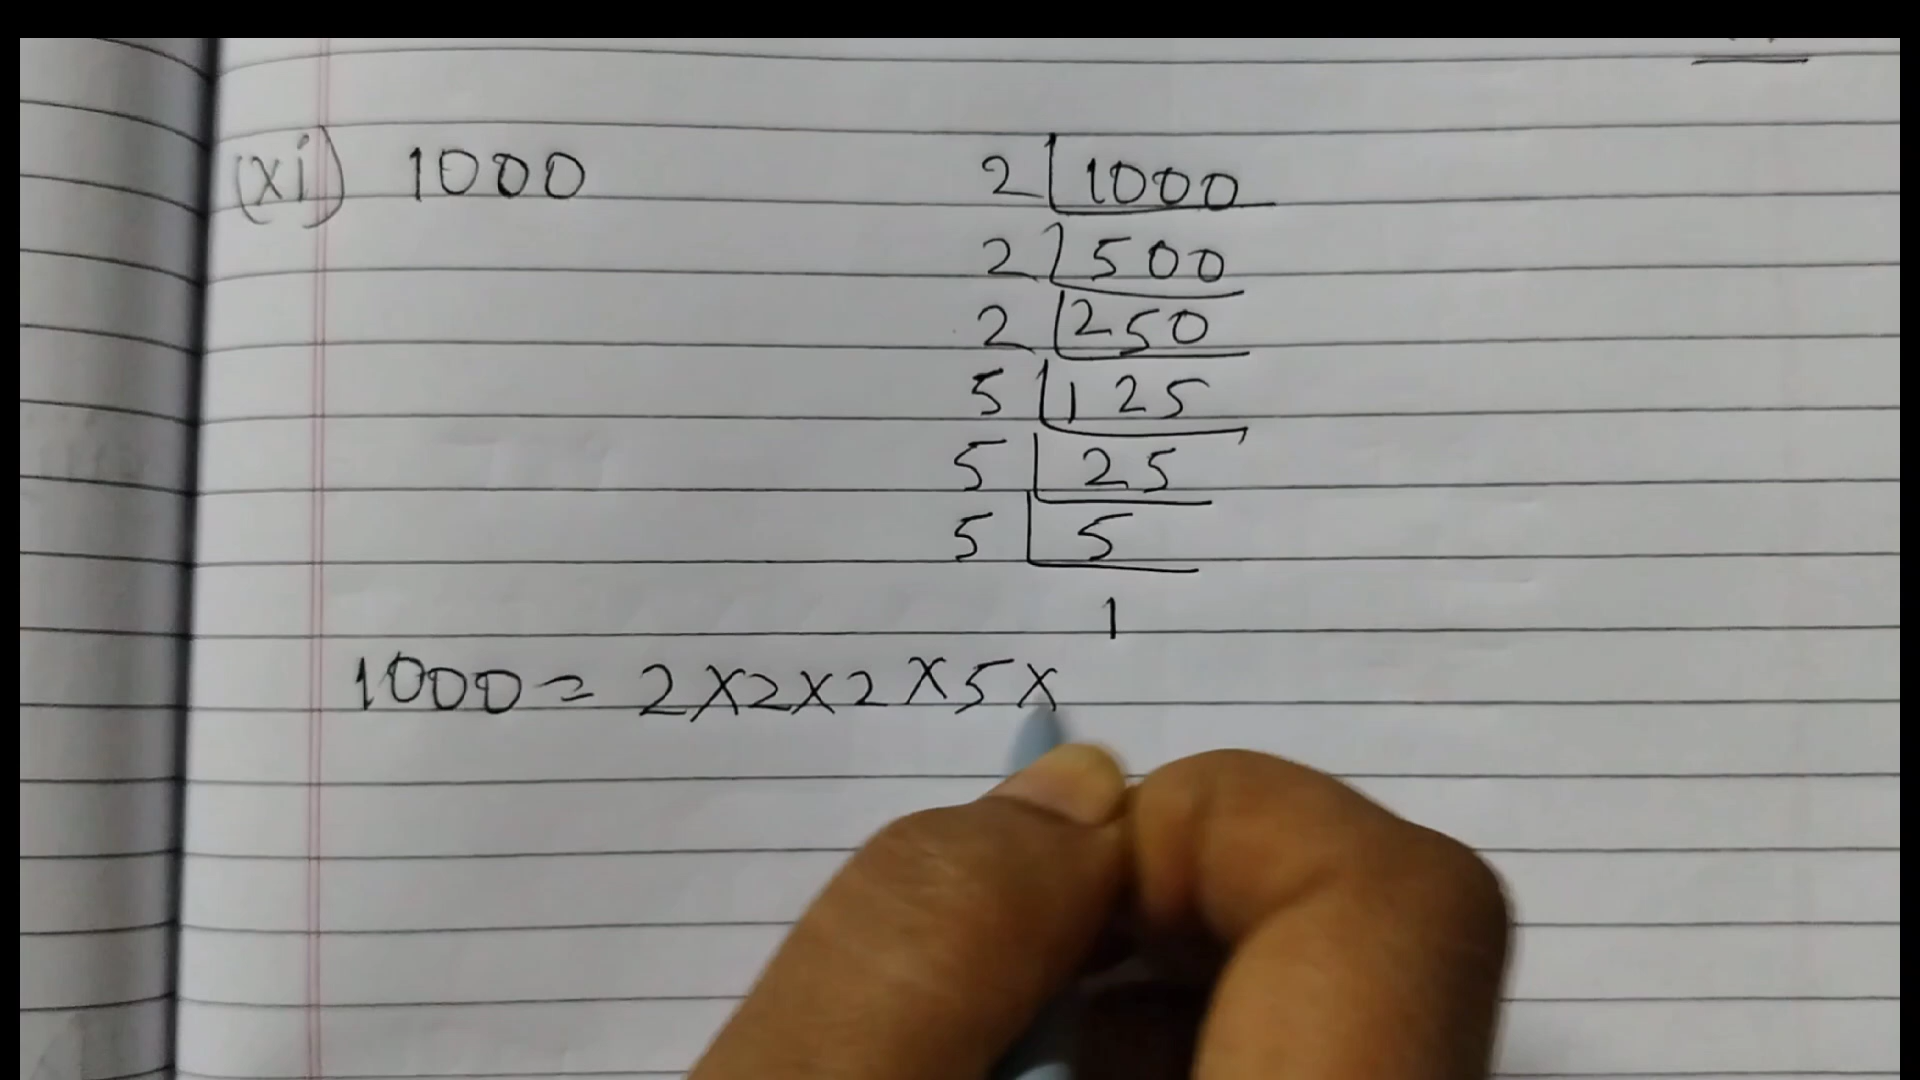 (xi) 1000
2 | 1000
2 | 500
2 | 250
5 | 125
5 | 25
5 | 5
1
1000 = 2 × 2 × 2 × 5 ×